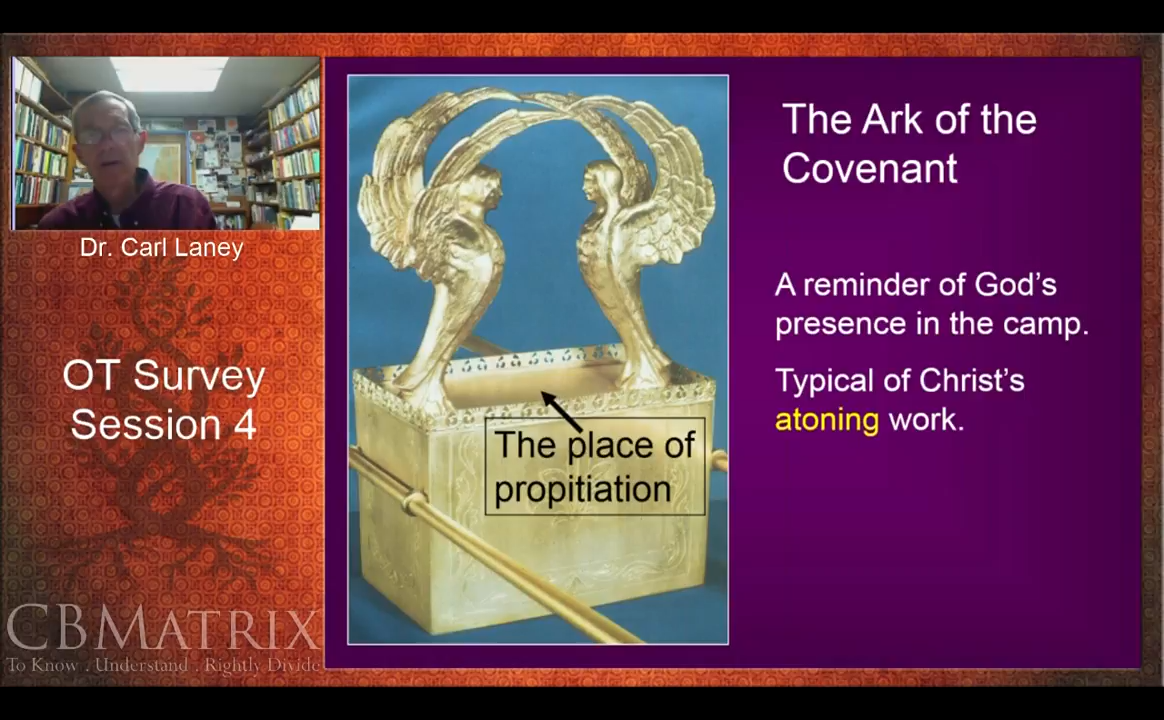 Dr. Carl Laney
OT Survey
Session 4
CBMATRIX
To Know . Understand . Rightly Divide
The place of
propitiation
The Ark of the
Covenant
A reminder of God's
presence in the camp.
Typical of Christ's
atoning work.